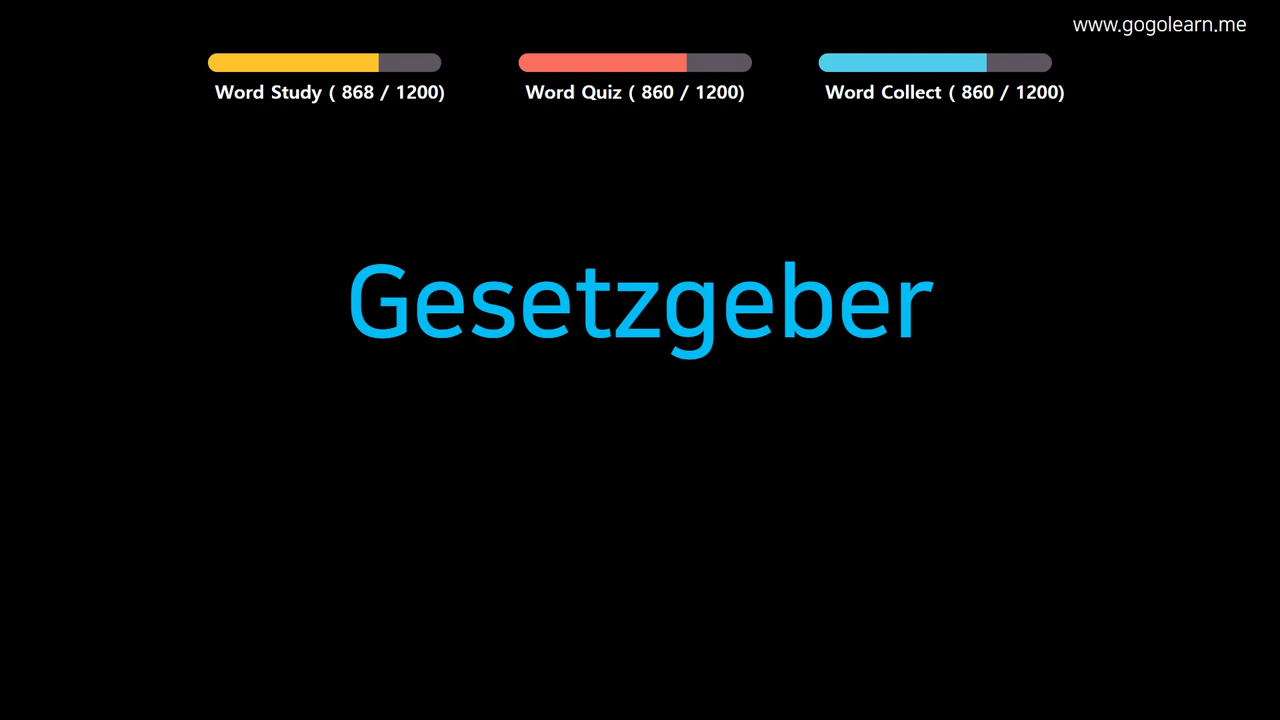 www.gogolearn.me
Word Study ( 868 / 1200)
Word Quiz ( 860 / 1200)
Word Collect ( 860 / 1200)
Gesetzgeber